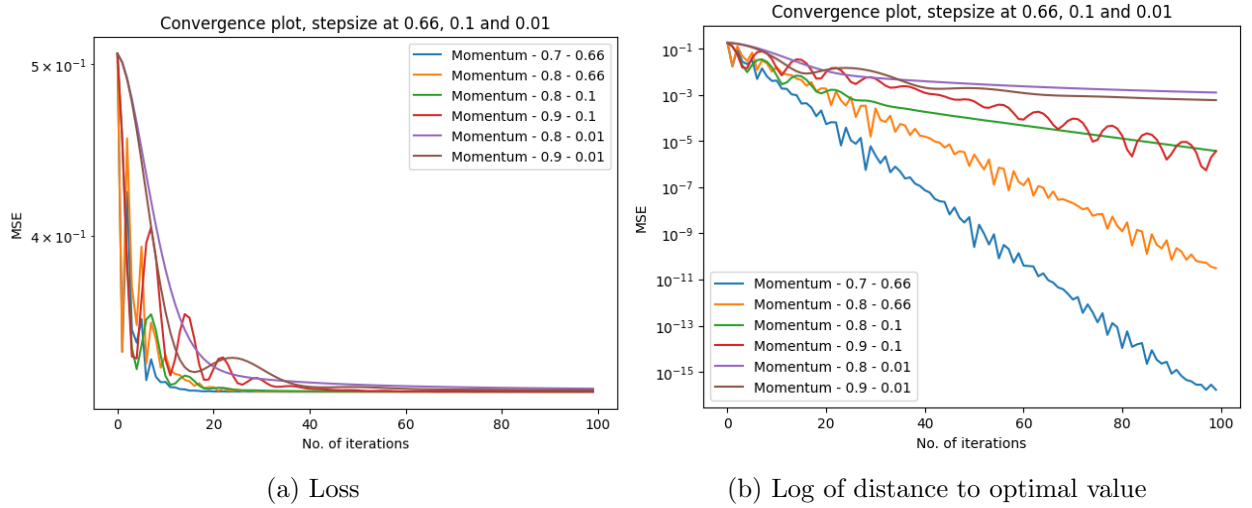 Convergence plot, stepsize at 0.66, 0.1 and 0.01
5 × 10⁻¹
4 × 10⁻¹
MSE
Momentum - 0.7 - 0.66
Momentum - 0.8 - 0.66
Momentum - 0.8 - 0.1
Momentum - 0.9 - 0.1
Momentum - 0.8 - 0.01
Momentum - 0.9 - 0.01
0 20 40 60 80 100
No. of iterations
(a) Loss
Convergence plot, stepsize at 0.66, 0.1 and 0.01
10⁻¹
10⁻³
10⁻⁵
10⁻⁷
10⁻⁹
10⁻¹¹
10⁻¹³
10⁻¹⁵
MSE
Momentum - 0.7 - 0.66
Momentum - 0.8 - 0.66
Momentum - 0.8 - 0.1
Momentum - 0.9 - 0.1
Momentum - 0.8 - 0.01
Momentum - 0.9 - 0.01
0 20 40 60 80 100
No. of iterations
(b) Log of distance to optimal value